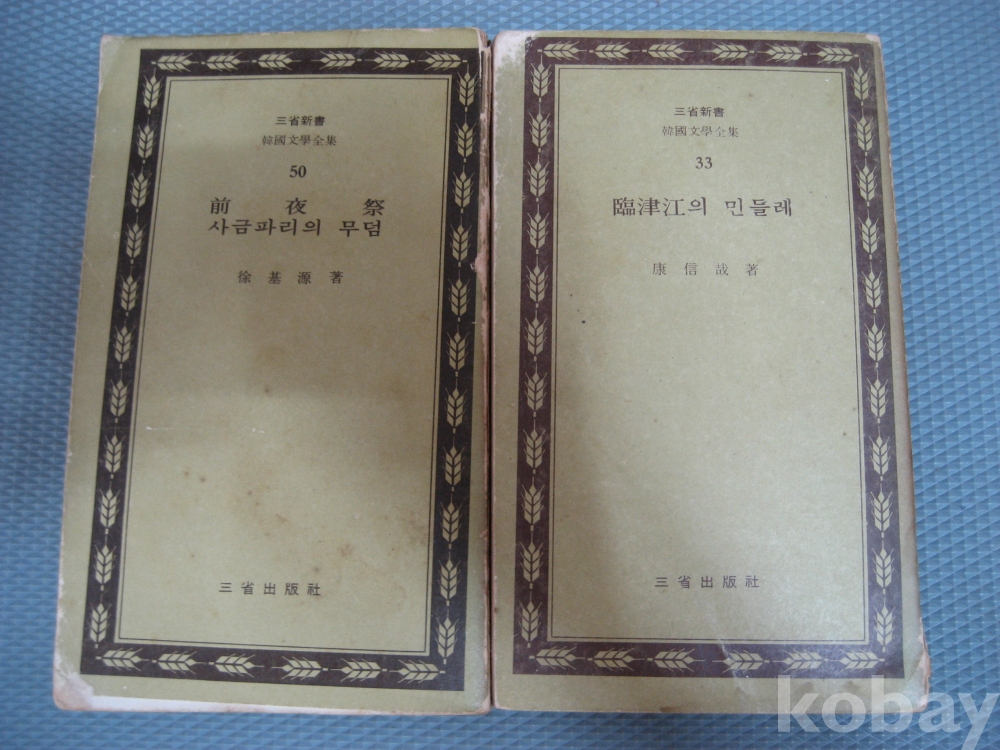 三省新書
韓國文學全集
50
前夜祭
사금파리의 무덤
徐基源著
三省出版社
三省新書
韓國文學全集
33
臨津江의 민들레
康信哉著
三省出版社
kobay